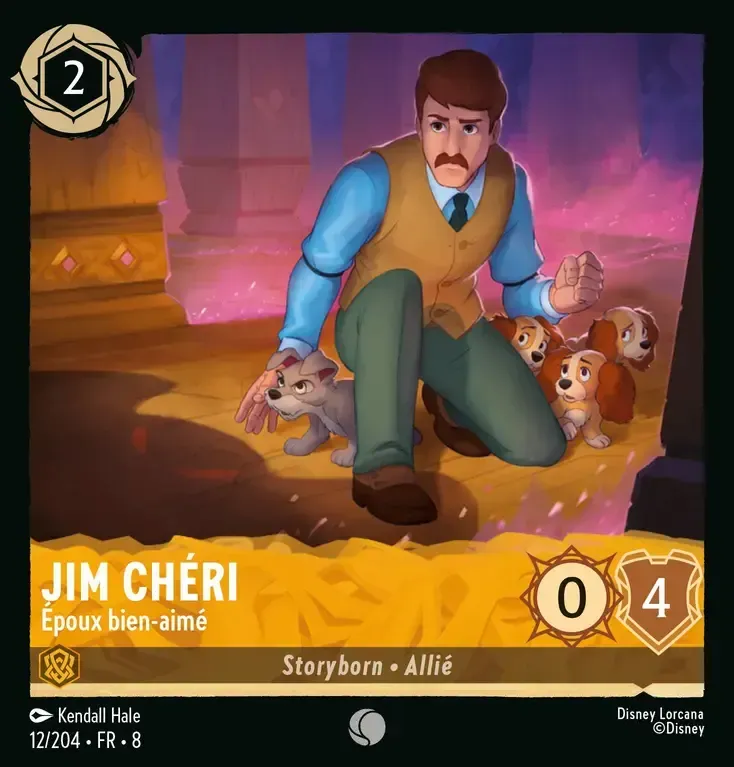 2
JIM CHÉRI
Époux bien-aimé
0
4
Storyborn • Allié
Kendall Hale
12/204 • FR • 8
Disney Lorcana
©Disney